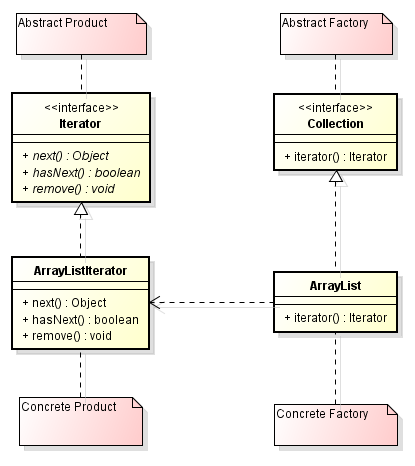 Abstract Product
Abstract Factory
<<interface>>
Iterator
+ next() : Object
+ hasNext() : boolean
+ remove() : void
<<interface>>
Collection
+ iterator() : Iterator
ArrayListIterator
+ next() : Object
+ hasNext() : boolean
+ remove() : void
ArrayList
+ iterator() : Iterator
Concrete Product
Concrete Factory